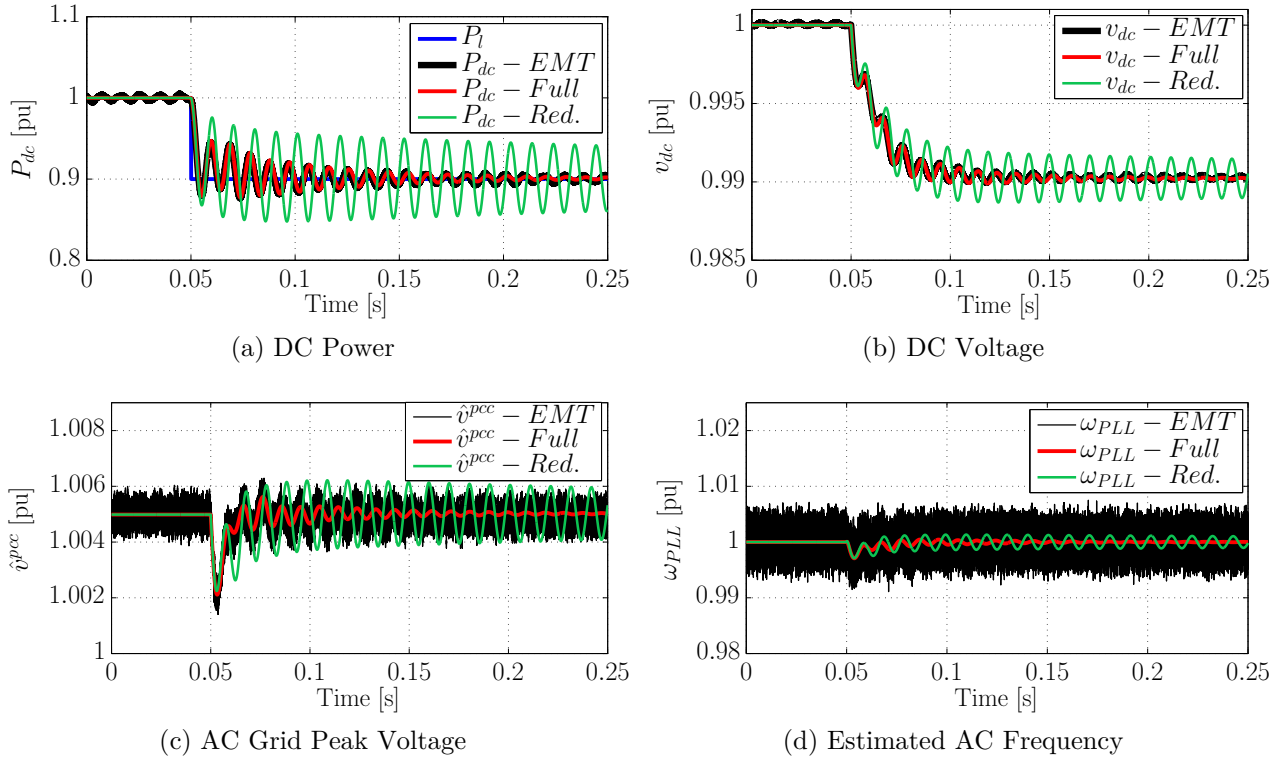 1.1
1
0.9
0.8
P_dc [pu]
P_l
P_dc − EMT
P_dc − Full
P_dc − Red.
0 0.05 0.1 0.15 0.2 0.25
Time [s]
(a) DC Power
1
0.995
0.99
0.985
v_dc [pu]
v_dc − EMT
v_dc − Full
v_dc − Red.
0 0.05 0.1 0.15 0.2 0.25
Time [s]
(b) DC Voltage
1.008
1.006
1.004
1.002
1
v̂^pcc [pu]
v̂^pcc − EMT
v̂^pcc − Full
v̂^pcc − Red.
0 0.05 0.1 0.15 0.2 0.25
Time [s]
(c) AC Grid Peak Voltage
1.02
1.01
1
0.99
0.98
ω_PLL [pu]
ω_PLL − EMT
ω_PLL − Full
ω_PLL − Red.
0 0.05 0.1 0.15 0.2 0.25
Time [s]
(d) Estimated AC Frequency